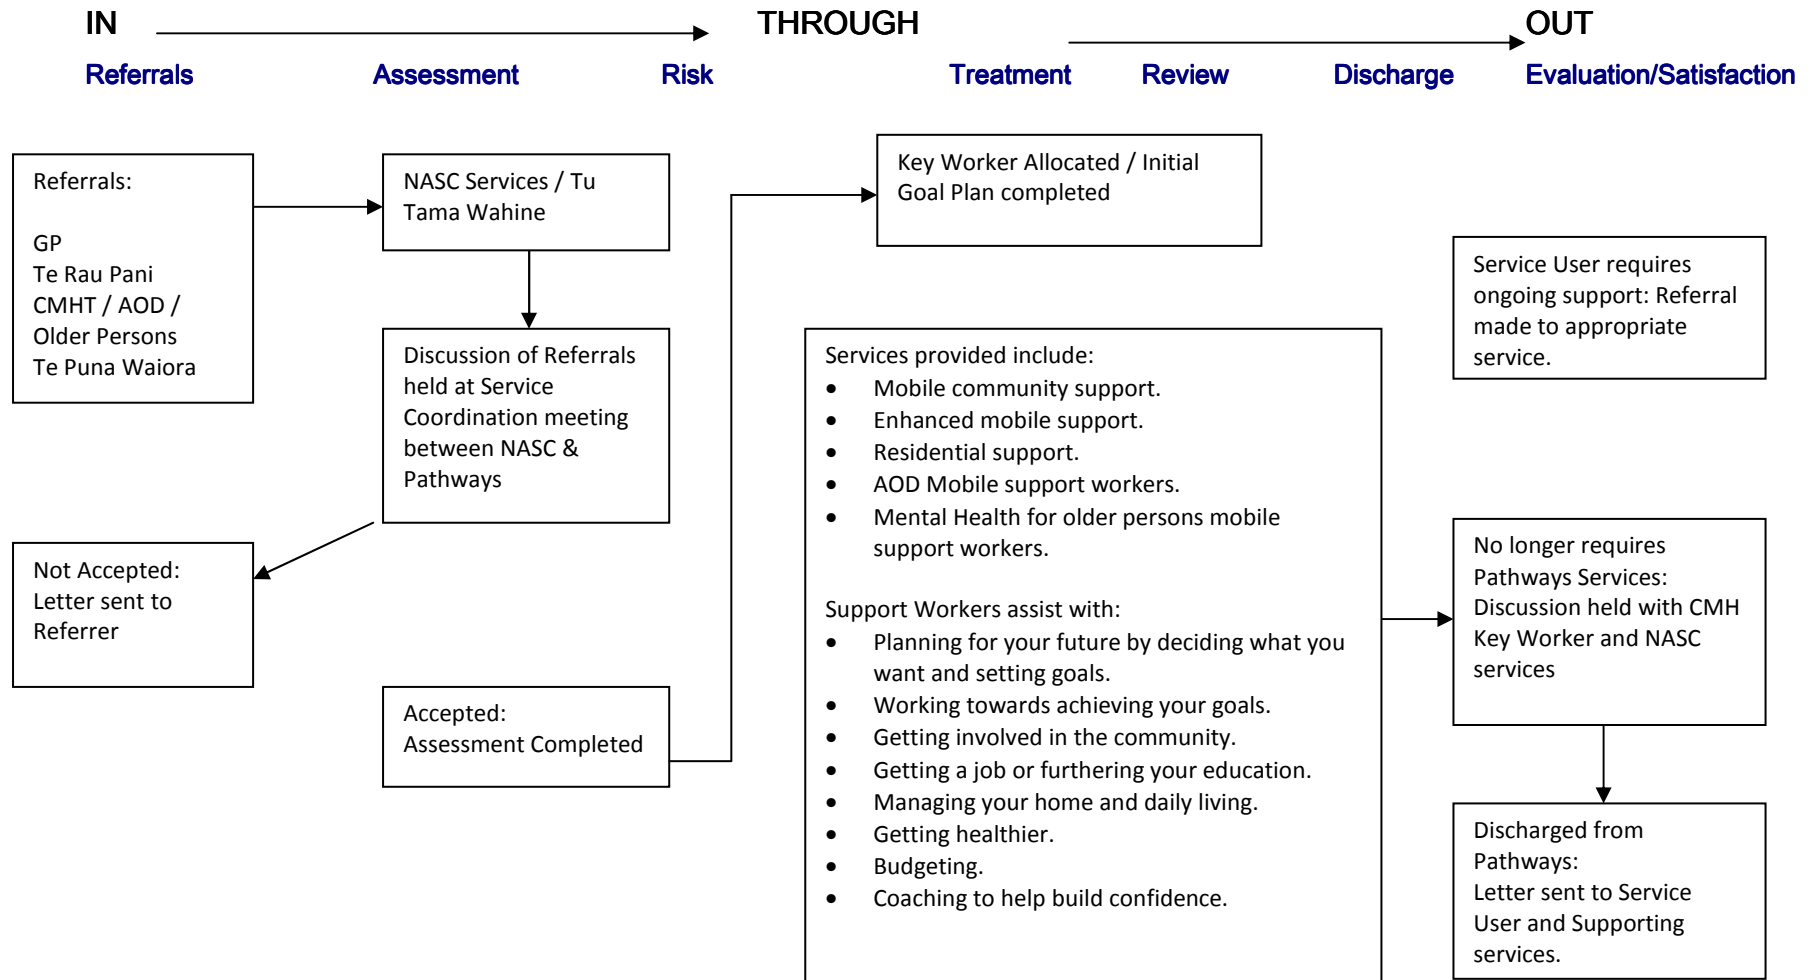 IN THROUGH OUT
Referrals Assessment Risk Treatment Review Discharge Evaluation/Satisfaction
Referrals:
GP
Te Rau Pani
CMHT / AOD /
Older Persons
Te Puna Waiora
NASC Services / Tu
Tama Wahine
Discussion of Referrals
held at Service
Coordination meeting
between NASC &
Pathways
Not Accepted:
Letter sent to
Referrer
Accepted:
Assessment Completed
Key Worker Allocated / Initial
Goal Plan completed
Services provided include:
• Mobile community support.
• Enhanced mobile support.
• Residential support.
• AOD Mobile support workers.
• Mental Health for older persons mobile
support workers.
Support Workers assist with:
• Planning for your future by deciding what you
want and setting goals.
• Working towards achieving your goals.
• Getting involved in the community.
• Getting a job or furthering your education.
• Managing your home and daily living.
• Getting healthier.
• Budgeting.
• Coaching to help build confidence.
Service User requires
ongoing support: Referral
made to appropriate
service.
No longer requires
Pathways Services:
Discussion held with CMH
Key Worker and NASC
services
Discharged from
Pathways:
Letter sent to Service
User and Supporting
services.